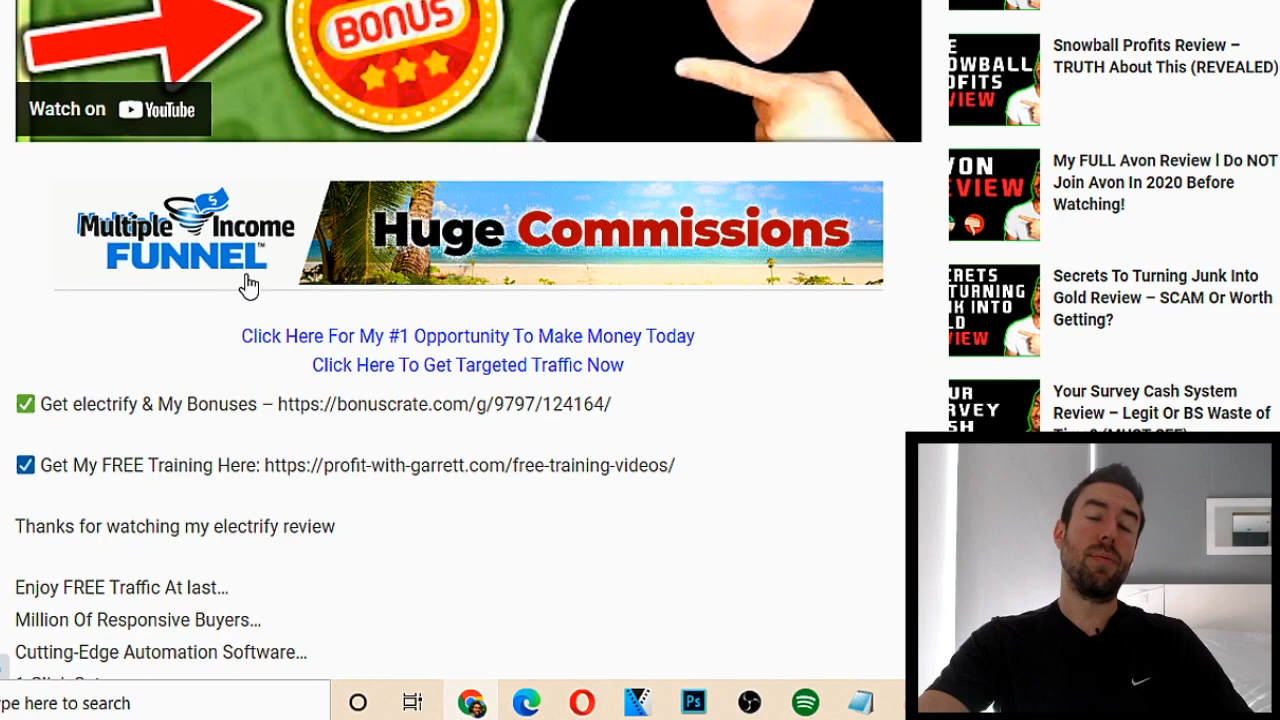 BONUS
Watch on YouTube
Multiple Income
FUNNEL™
Huge Commissions
Click Here For My #1 Opportunity To Make Money Today
Click Here To Get Targeted Traffic Now
Get electrify & My Bonuses – https://bonuscrate.com/g/9797/124164/
Get My FREE Training Here: https://profit-with-garrett.com/free-training-videos/
Thanks for watching my electrify review
Enjoy FREE Traffic At last...
Million Of Responsive Buyers...
Cutting-Edge Automation Software...
Snowball Profits Review –
TRUTH About This (REVEALED)
My FULL Avon Review l Do NOT
Join Avon In 2020 Before
Watching!
Secrets To Turning Junk Into
Gold Review – SCAM Or Worth
Getting?
Your Survey Cash System
Review – Legit Or BS Waste of
ype here to search
Ps